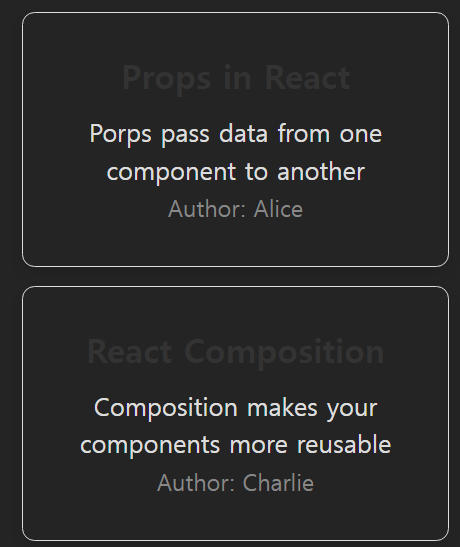 Props in React
Porps pass data from one
component to another
Author: Alice
React Composition
Composition makes your
components more reusable
Author: Charlie